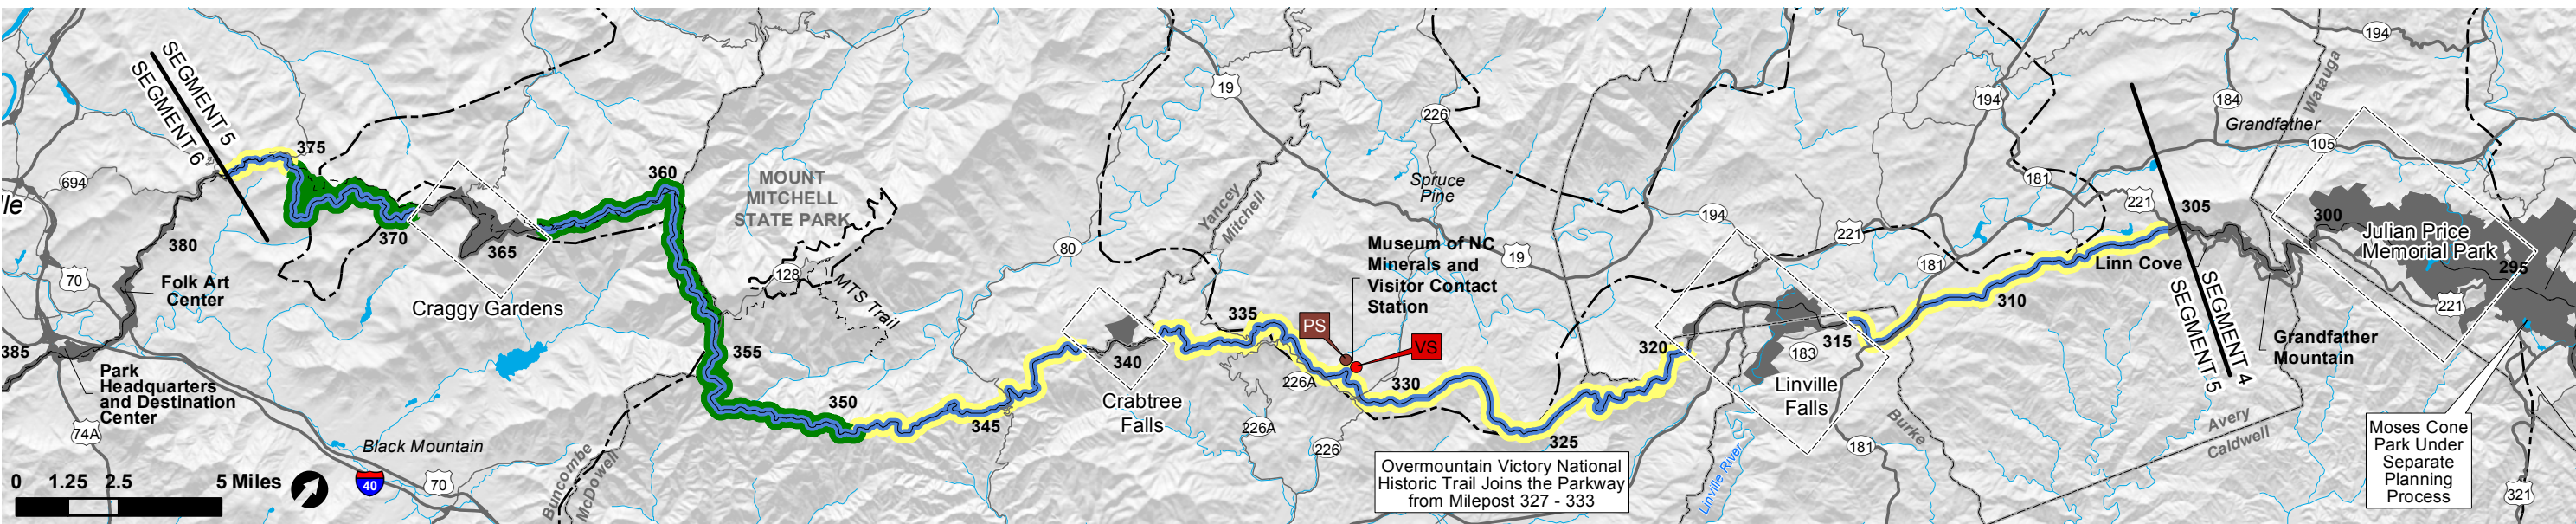 SEGMENT 5
SEGMENT 6
375
694
lle
380
70
Folk Art
Center
385
Park
Headquarters
and Destination
Center
74A
Black Mountain
40
70
0 1.25 2.5 5 Miles
370
365
Craggy Gardens
360
MOUNT
MITCHELL
STATE PARK
128
MTS Trail
355
350
345
Buncombe
McDowell
80
340
Crabtree
Falls
19
226
Yancey
Mitchell
Spruce
Pine
335
PS
VS
Museum of NC
Minerals and
Visitor Contact
Station
19
226A
330
226A
226
325
Overmountain Victory National
Historic Trail Joins the Parkway
from Milepost 327 - 333
320
194
221
181
183
315
Linville
Falls
Linville River
Burke
181
310
Linn Cove
194
181
221
184
Grandfather
105
Watauga
305
300
SEGMENT 4
SEGMENT 5
Julian Price
Memorial Park
295
221
Grandfather
Mountain
Avery
Caldwell
Moses Cone
Park Under
Separate
Planning
Process
321
194